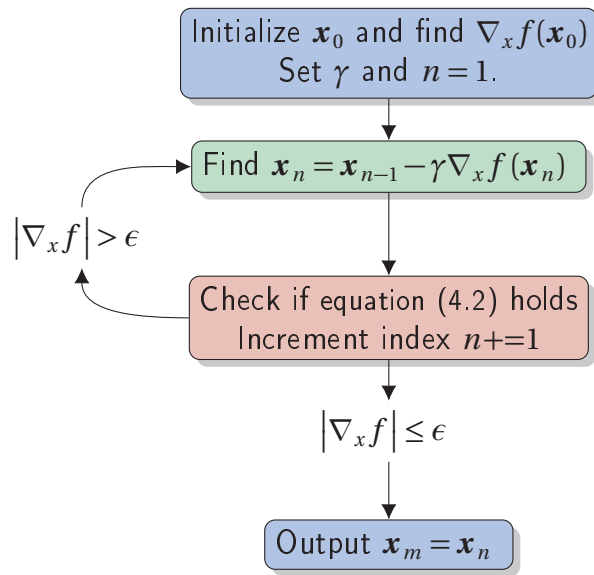 Initialize x₀ and find ∇ₓf(x₀)
Set γ and n = 1.
Find xₙ = xₙ₋₁ − γ∇ₓf(xₙ)
|∇ₓf| > ϵ
Check if equation (4.2) holds
Increment index n+=1
|∇ₓf| ≤ ϵ
Output xₘ = xₙ